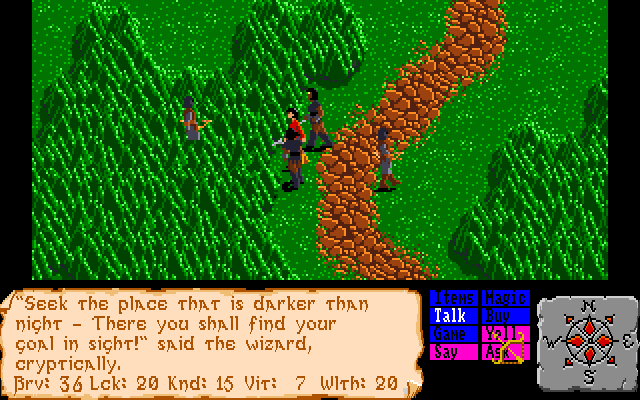 "Seek the place that is darker than
night - There you shall find your
goal in sight!" said the wizard,
cryptically.
Brv: 36 Lck: 20 Knd: 15 Vir: 7 Wlth: 20
Items Magic
Talk Buy
Game Yell
Say Ask
N
W E
S